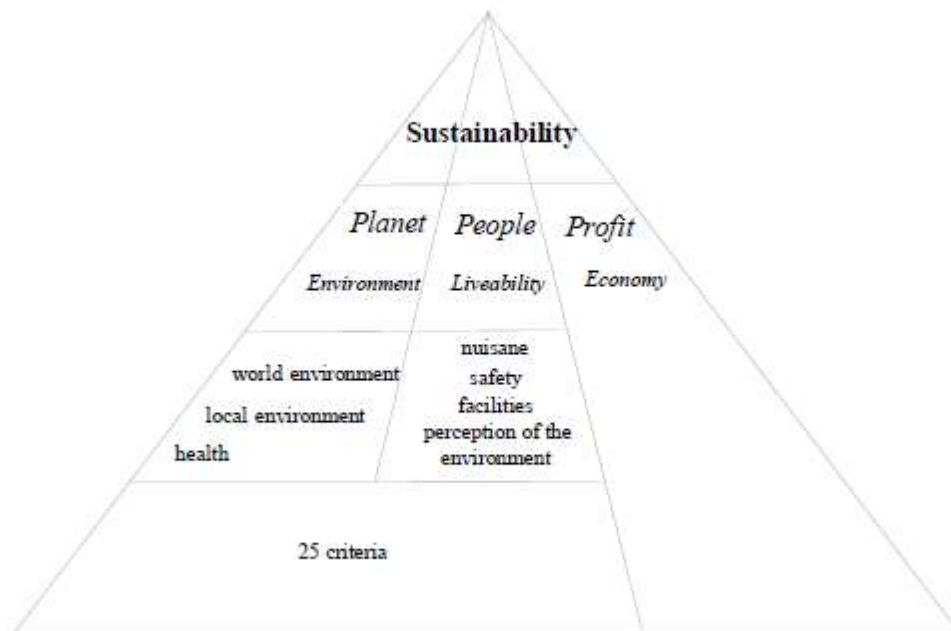 Sustainability
Planet People Profit
Environment Liveability Economy
world environment
local environment
health
nuisane
safety
facilities
perception of the
environment
25 criteria